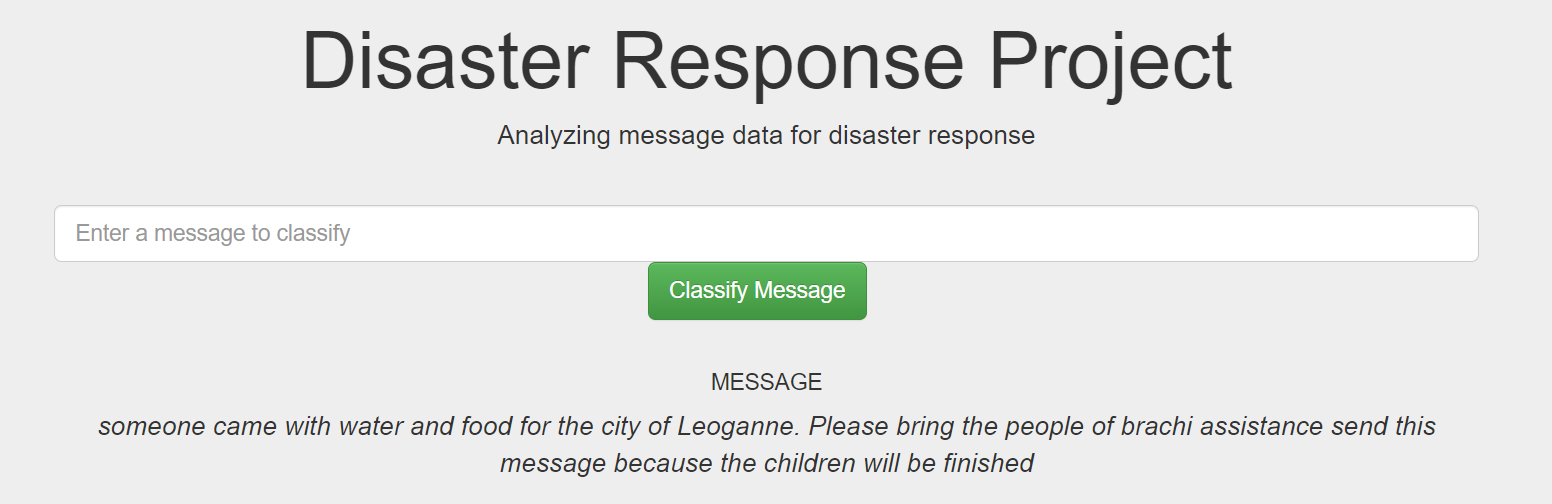 Disaster Response Project
Analyzing message data for disaster response
Enter a message to classify
Classify Message
MESSAGE
someone came with water and food for the city of Leoganne. Please bring the people of brachi assistance send this
message because the children will be finished